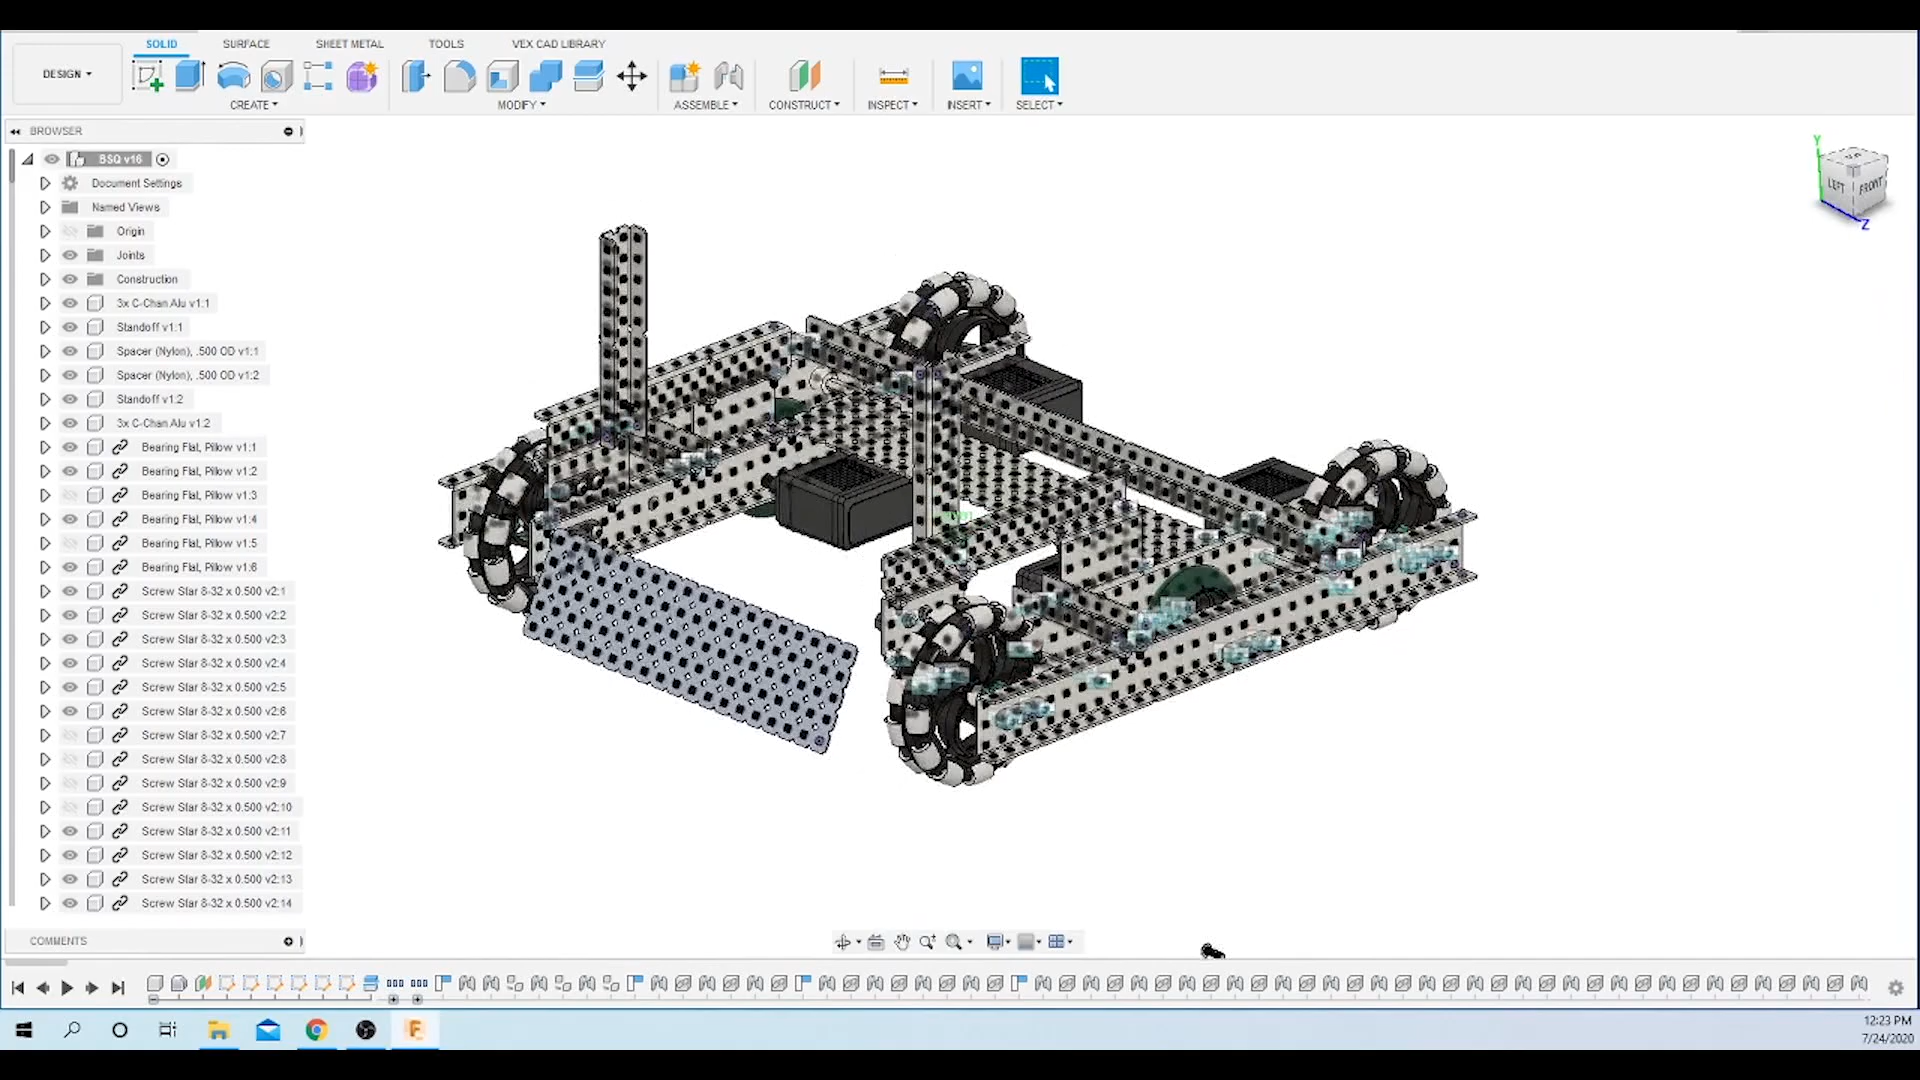 SOLID SURFACE SHEET METAL TOOLS VEX CAD LIBRARY
DESIGN
CREATE MODIFY ASSEMBLE CONSTRUCT INSPECT INSERT SELECT
BROWSER
BSQ v16
Document Settings
Named Views
Origin
Joints
Construction
3x C-Chan Alu v1:1
Standoff v1:1
Spacer (Nylon), .500 OD v1:1
Spacer (Nylon), .500 OD v1:2
Standoff v1:2
3x C-Chan Alu v1:2
Bearing Flat, Pillow v1:1
Bearing Flat, Pillow v1:2
Bearing Flat, Pillow v1:3
Bearing Flat, Pillow v1:4
Bearing Flat, Pillow v1:5
Bearing Flat, Pillow v1:6
Screw Star 8-32 x 0.500 v2:1
Screw Star 8-32 x 0.500 v2:2
Screw Star 8-32 x 0.500 v2:3
Screw Star 8-32 x 0.500 v2:4
Screw Star 8-32 x 0.500 v2:5
Screw Star 8-32 x 0.500 v2:6
Screw Star 8-32 x 0.500 v2:7
Screw Star 8-32 x 0.500 v2:8
Screw Star 8-32 x 0.500 v2:9
Screw Star 8-32 x 0.500 v2:10
Screw Star 8-32 x 0.500 v2:11
Screw Star 8-32 x 0.500 v2:12
Screw Star 8-32 x 0.500 v2:13
Screw Star 8-32 x 0.500 v2:14
COMMENTS
Y
LEFT FRONT
Z
12:23 PM
7/24/2020